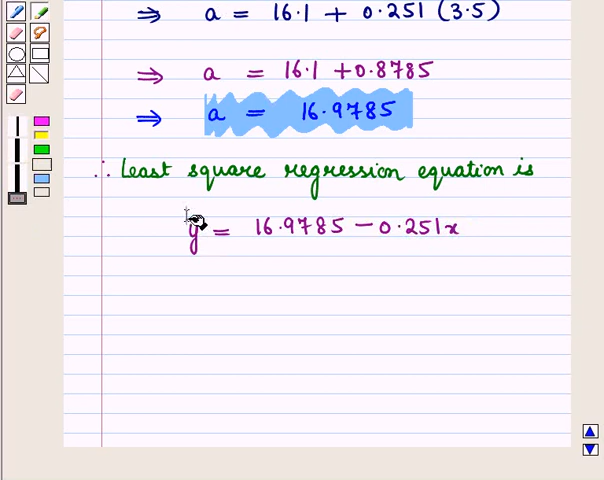 ⇒ a = 16.1 + 0.251 (3.5)
⇒ a = 16.1 + 0.8785
⇒ a = 16.9785
∴ Least square regression equation is
y = 16.9785 - 0.251x